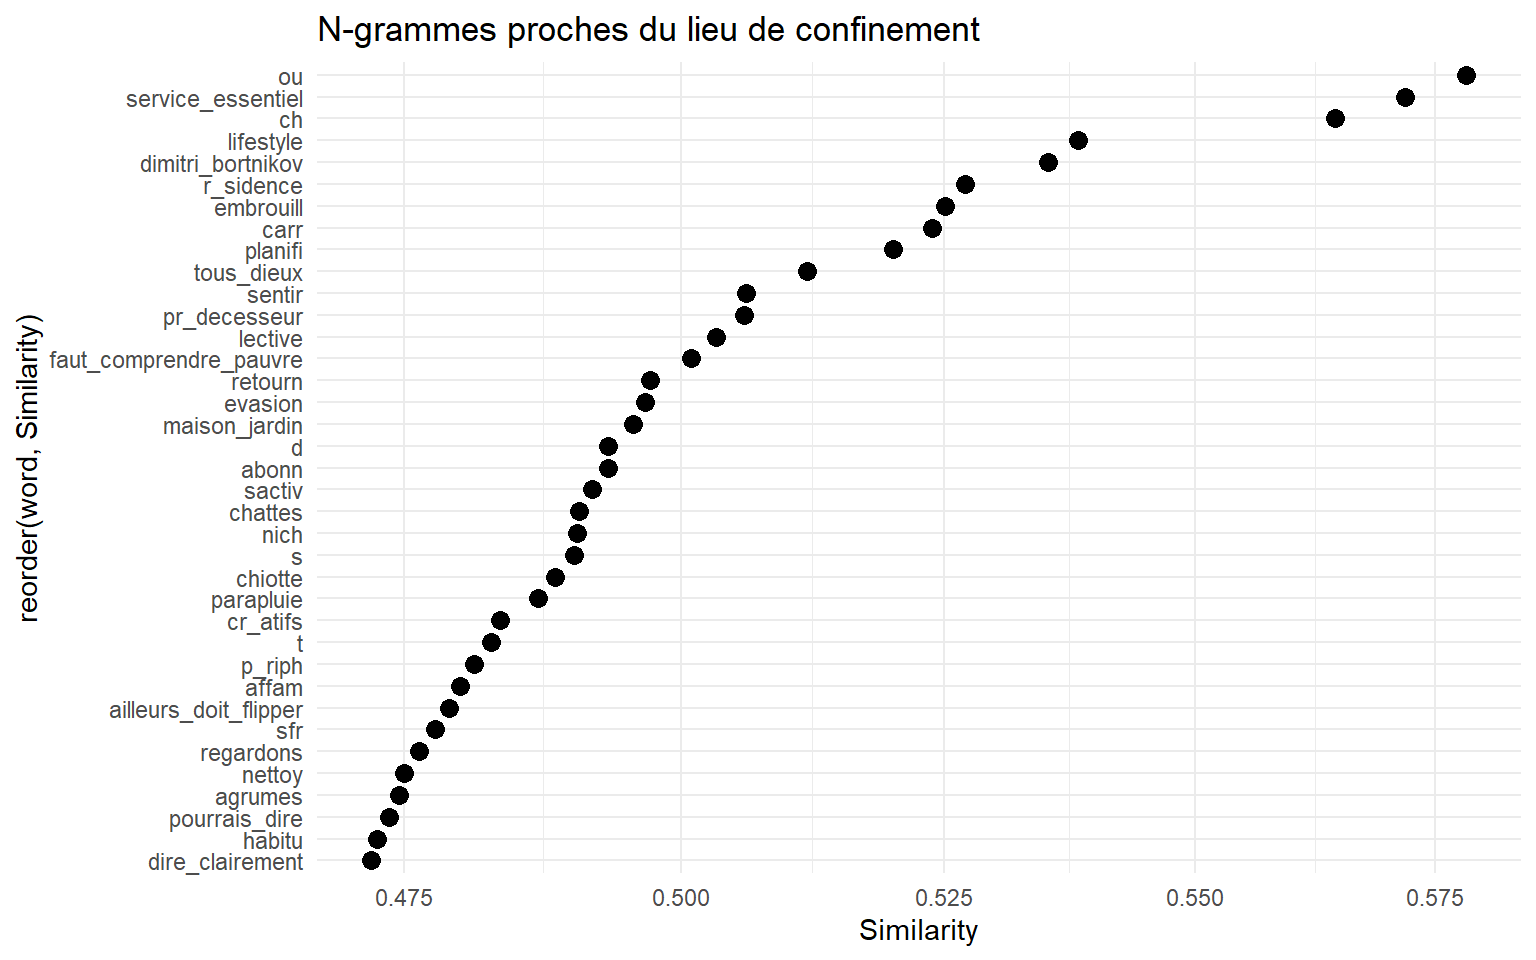 N-grammes proches du lieu de confinement
ou
service_essentiel
ch
lifestyle
dimitri_bortnikov
r_sidence
embrouill
carr
planifi
tous_dieux
sentir
pr_decesseur
lective
faut_comprendre_pauvre
retourn
evasion
maison_jardin
d
abonn
sactiv
chattes
nich
s
chiotte
parapluie
cr_atifs
t
p_riph
affam
ailleurs_doit_flipper
sfr
regardons
nettoy
agrumes
pourrais_dire
habitu
dire_clairement
reorder(word, Similarity)
0.475 0.500 0.525 0.550 0.575
Similarity